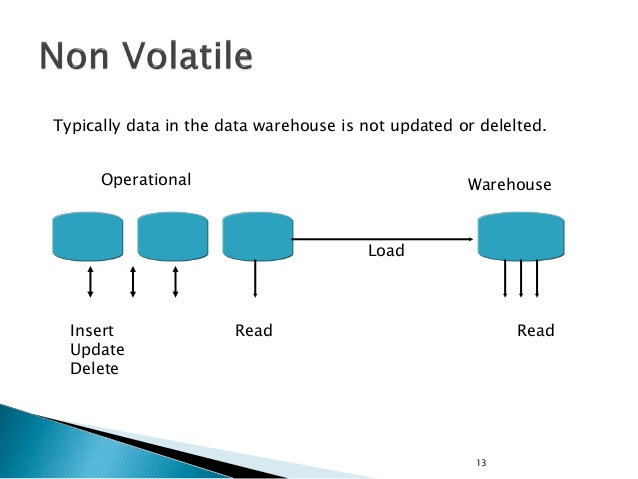 Non Volatile
Typically data in the data warehouse is not updated or delelted.
Operational
Warehouse
Load
Insert
Update
Delete
Read
Read
13